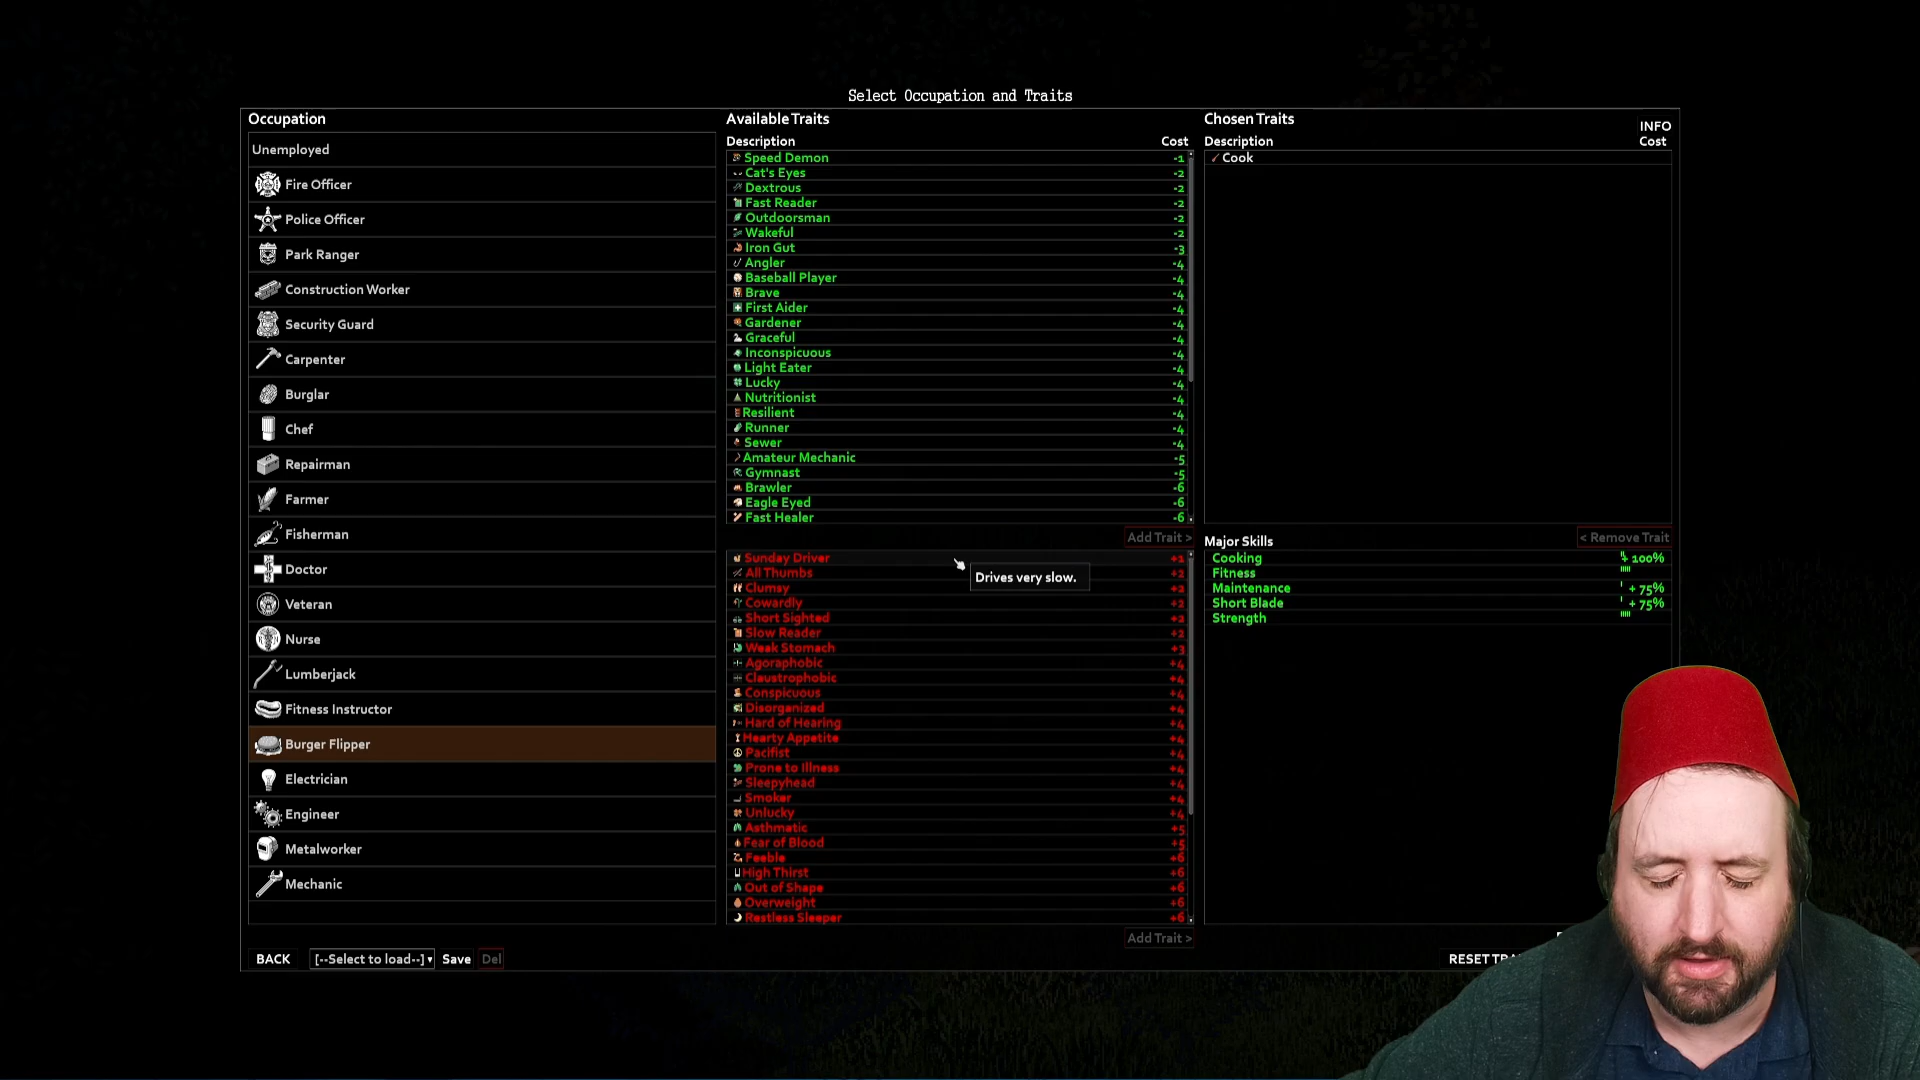 Select Occupation and Traits
Occupation
Unemployed
Fire Officer
Police Officer
Park Ranger
Construction Worker
Security Guard
Carpenter
Burglar
Chef
Repairman
Farmer
Fisherman
Doctor
Veteran
Nurse
Lumberjack
Fitness Instructor
Burger Flipper
Electrician
Engineer
Metalworker
Mechanic
Available Traits
Description Cost
Speed Demon -1
Cat's Eyes -2
Dextrous -2
Fast Reader -2
Outdoorsman -2
Wakeful -2
Iron Gut -3
Angler -4
Baseball Player -4
Brave -4
First Aider -4
Gardener -4
Graceful -4
Inconspicuous -4
Light Eater -4
Lucky -4
Nutritionist -4
Resilient -4
Runner -4
Sewer -4
Amateur Mechanic -5
Gymnast -5
Brawler -6
Eagle Eyed -6
Fast Healer -6
Add Trait >
Sunday Driver +1
All Thumbs +2
Clumsy +2
Cowardly +2
Short Sighted +2
Slow Reader +2
Weak Stomach +3
Agoraphobic +4
Claustrophobic +4
Conspicuous +4
Disorganized +4
Hard of Hearing +4
Hearty Appetite +4
Pacifist +4
Prone to Illness +4
Sleepyhead +4
Smoker +4
Unlucky +4
Asthmatic +5
Fear of Blood +5
Feeble +6
High Thirst +6
Out of Shape +6
Overweight +6
Restless Sleeper +6
Add Trait >
Drives very slow.
Chosen Traits
INFO
Description Cost
Cook
< Remove Trait
Major Skills
Cooking + 100%
Fitness
Maintenance + 75%
Short Blade + 75%
Strength
BACK [--Select to load--] Save Del
RESET